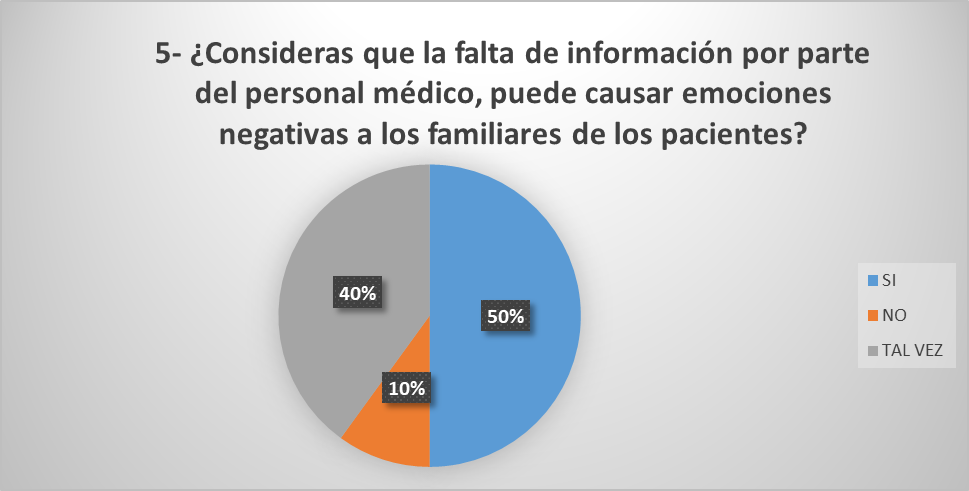 5- ¿Consideras que la falta de información por parte
del personal médico, puede causar emociones
negativas a los familiares de los pacientes?
40%
50%
10%
SI
NO
TAL VEZ